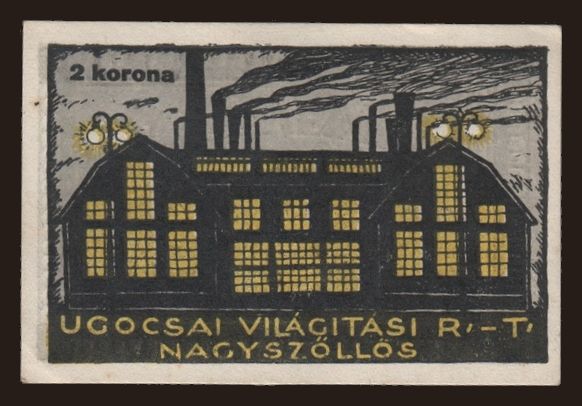 2 korona
UGOCSAI VILÁGITÁSI R.-T.
NAGYSZŐLLŐS